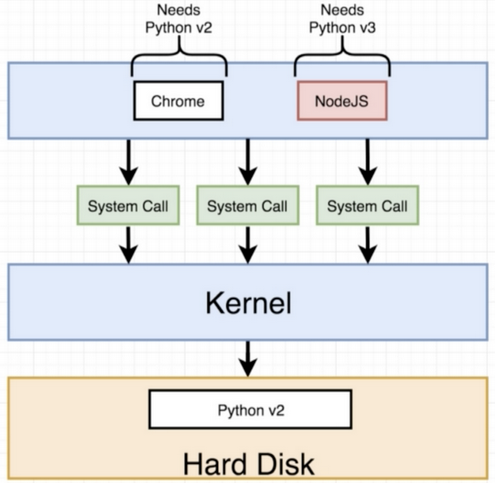 Needs
Python v2
Needs
Python v3
Chrome
NodeJS
System Call
System Call
System Call
Kernel
Python v2
Hard Disk